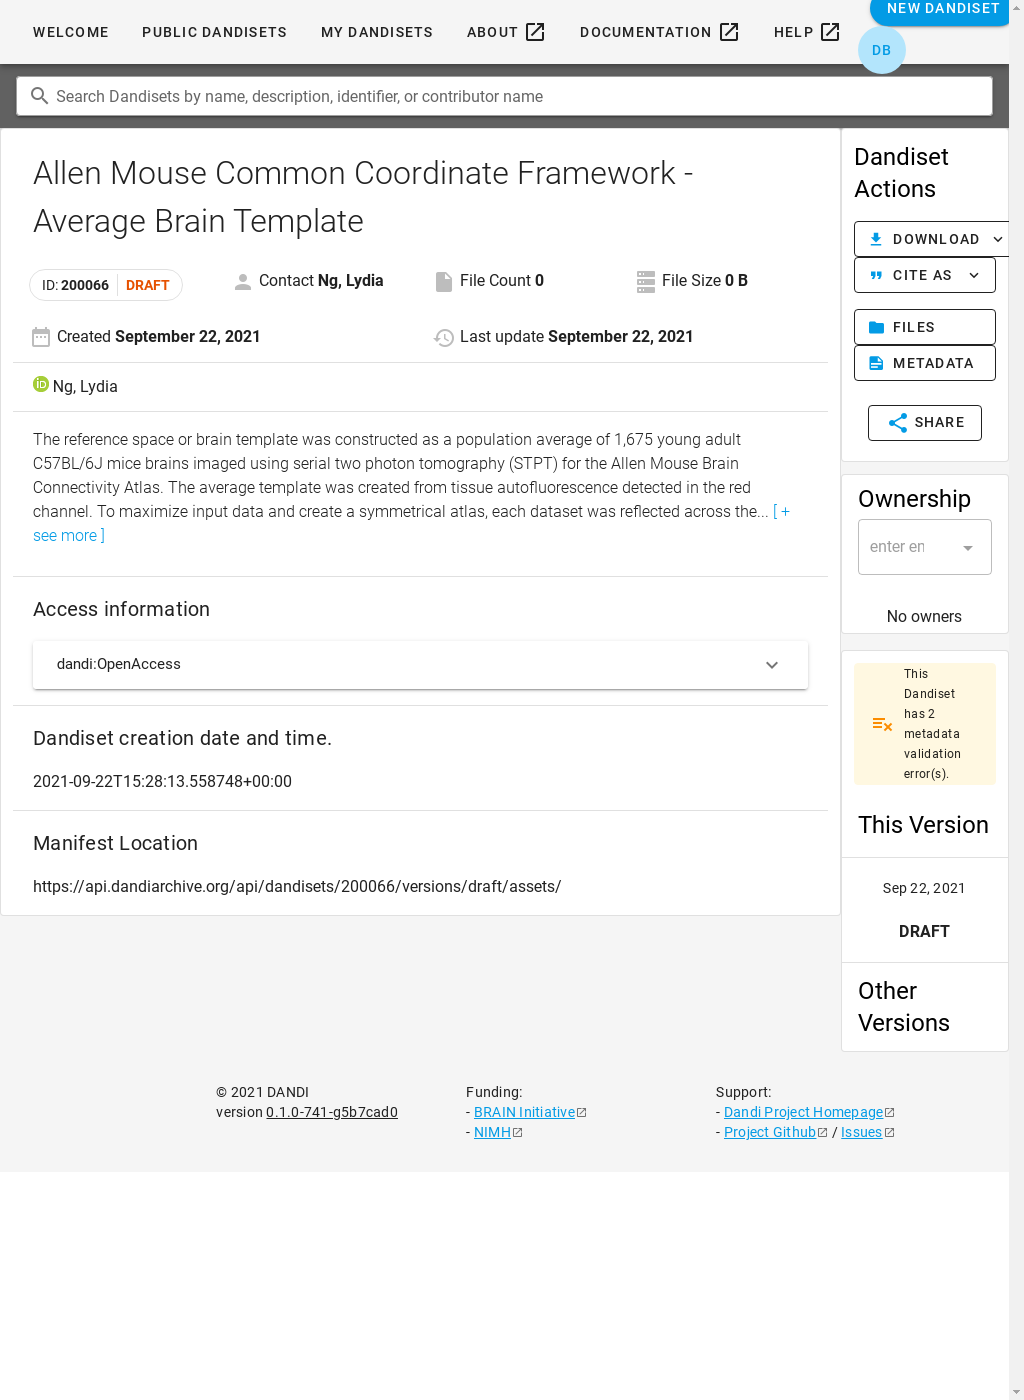 WELCOME
PUBLIC DANDISETS
MY DANDISETS
ABOUT
DOCUMENTATION
HELP
NEW DANDISET
DB
Search Dandisets by name, description, identifier, or contributor name
Allen Mouse Common Coordinate Framework -
Average Brain Template
ID: 200066 DRAFT
Contact Ng, Lydia
File Count 0
File Size 0 B
Created September 22, 2021
Last update September 22, 2021
iD Ng, Lydia
The reference space or brain template was constructed as a population average of 1,675 young adult
C57BL/6J mice brains imaged using serial two photon tomography (STPT) for the Allen Mouse Brain
Connectivity Atlas. The average template was created from tissue autofluorescence detected in the red
channel. To maximize input data and create a symmetrical atlas, each dataset was reflected across the... [ +
see more ]
Access information
dandi:OpenAccess
Dandiset creation date and time.
2021-09-22T15:28:13.558748+00:00
Manifest Location
https://api.dandiarchive.org/api/dandisets/200066/versions/draft/assets/
Dandiset
Actions
DOWNLOAD
CITE AS
FILES
METADATA
SHARE
Ownership
enter en
No owners
This
Dandiset
has 2
metadata
validation
error(s).
This Version
Sep 22, 2021
DRAFT
Other
Versions
© 2021 DANDI
version 0.1.0-741-g5b7cad0
Funding:
- BRAIN Initiative
- NIMH
Support:
- Dandi Project Homepage
- Project Github / Issues